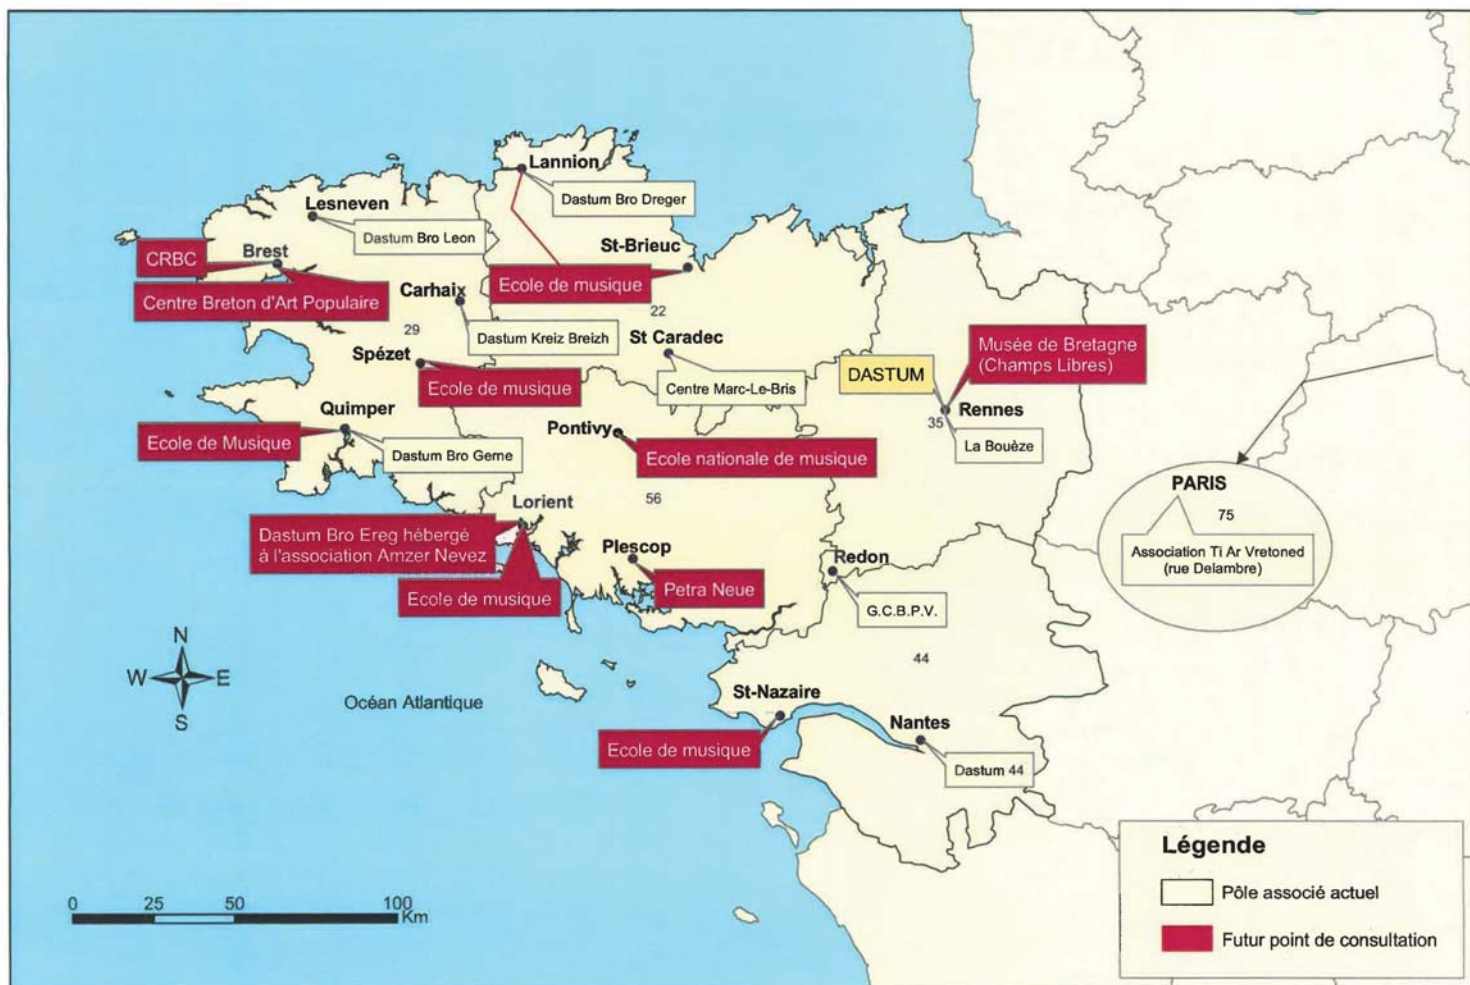 Lannion
Dastum Bro Dreger
Lesneven
Dastum Bro Leon
St-Brieuc
Ecole de musique
22
CRBC
Brest
Centre Breton d'Art Populaire
Carhaix
Dastum Kreiz Breizh
29
St Caradec
Centre Marc-Le-Bris
Spézet
Ecole de musique
DASTUM
Musée de Bretagne
(Champs Libres)
Rennes
35
La Bouèze
Quimper
Ecole de Musique
Dastum Bro Gerne
Pontivy
Ecole nationale de musique
56
PARIS
75
Association Ti Ar Vretoned
(rue Delambre)
Lorient
Dastum Bro Ereg hébergé
à l'association Amzer Nevez
Ecole de musique
Plescop
Petra Neue
Redon
G.C.B.P.V.
44
N
W E
S
Océan Atlantique
St-Nazaire
Ecole de musique
Nantes
Dastum 44
0 25 50 100
Km
Légende
Pôle associé actuel
Futur point de consultation